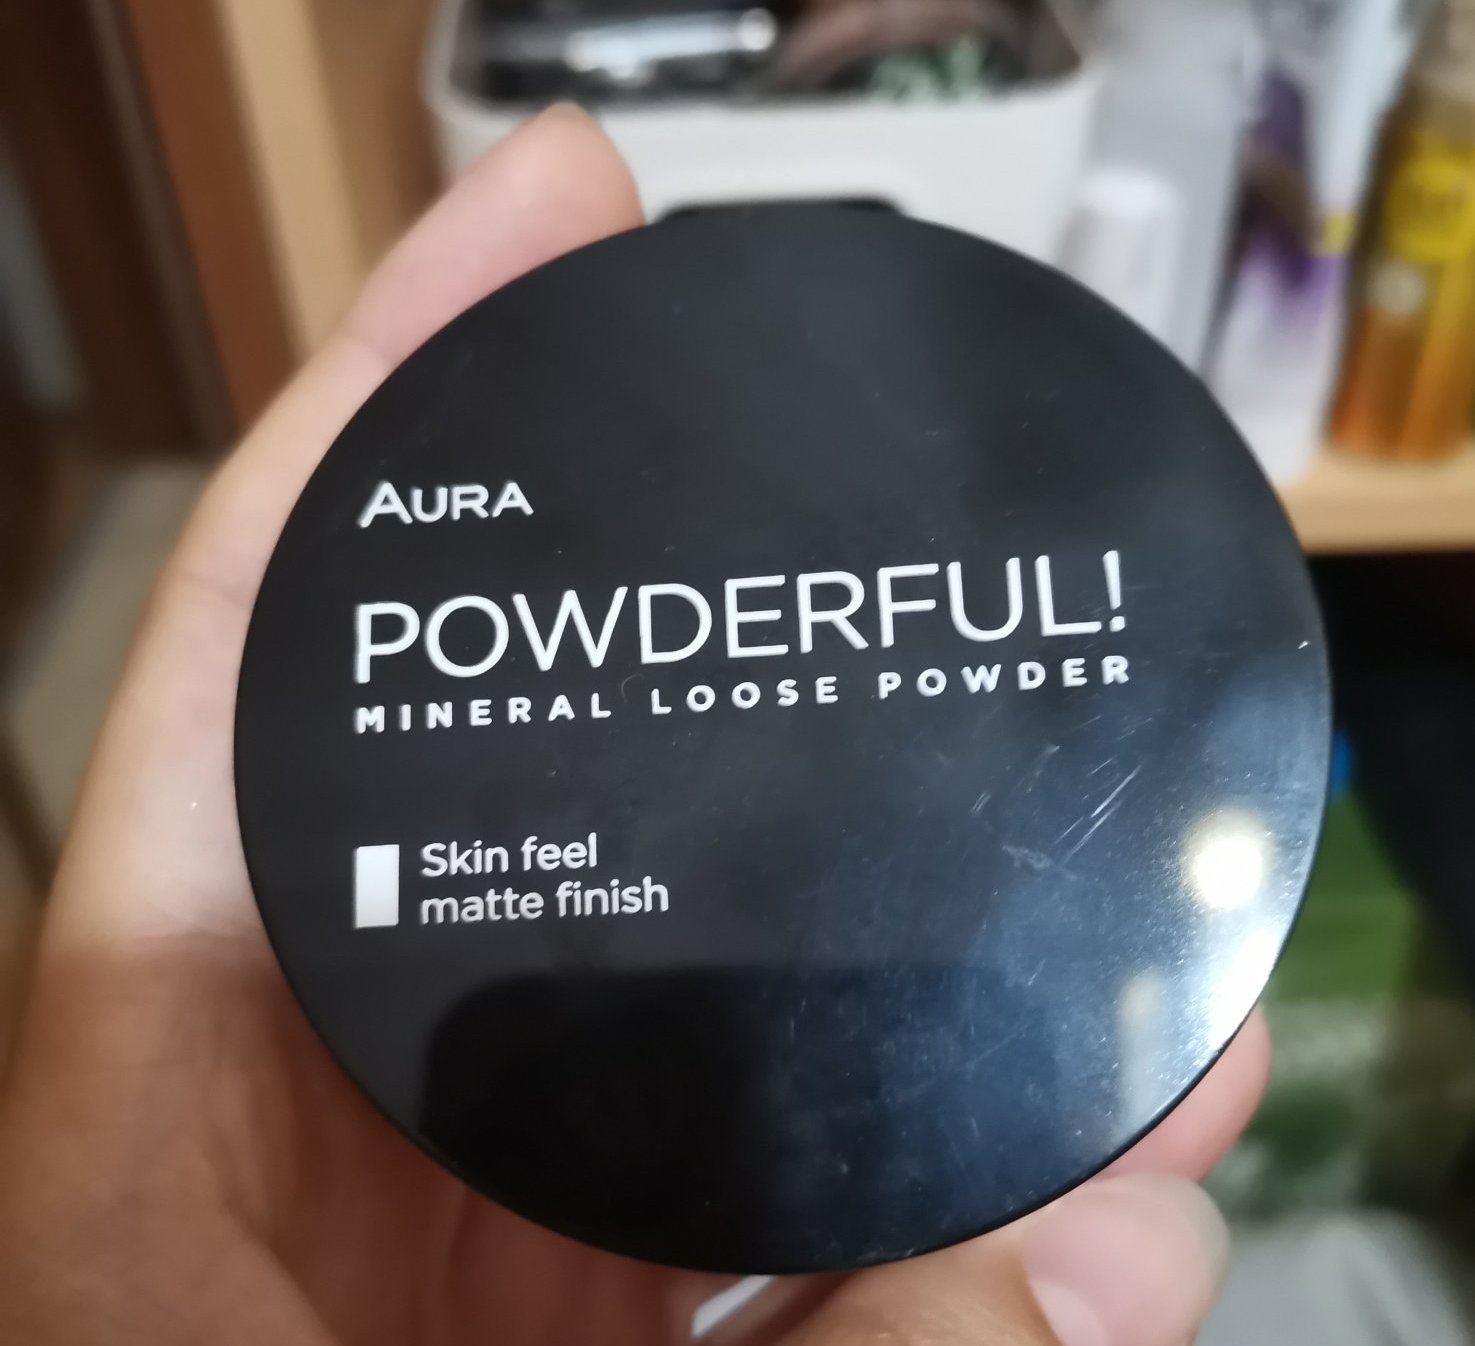 AURA
POWDERFUL!
MINERAL LOOSE POWDER
Skin feel
matte finish